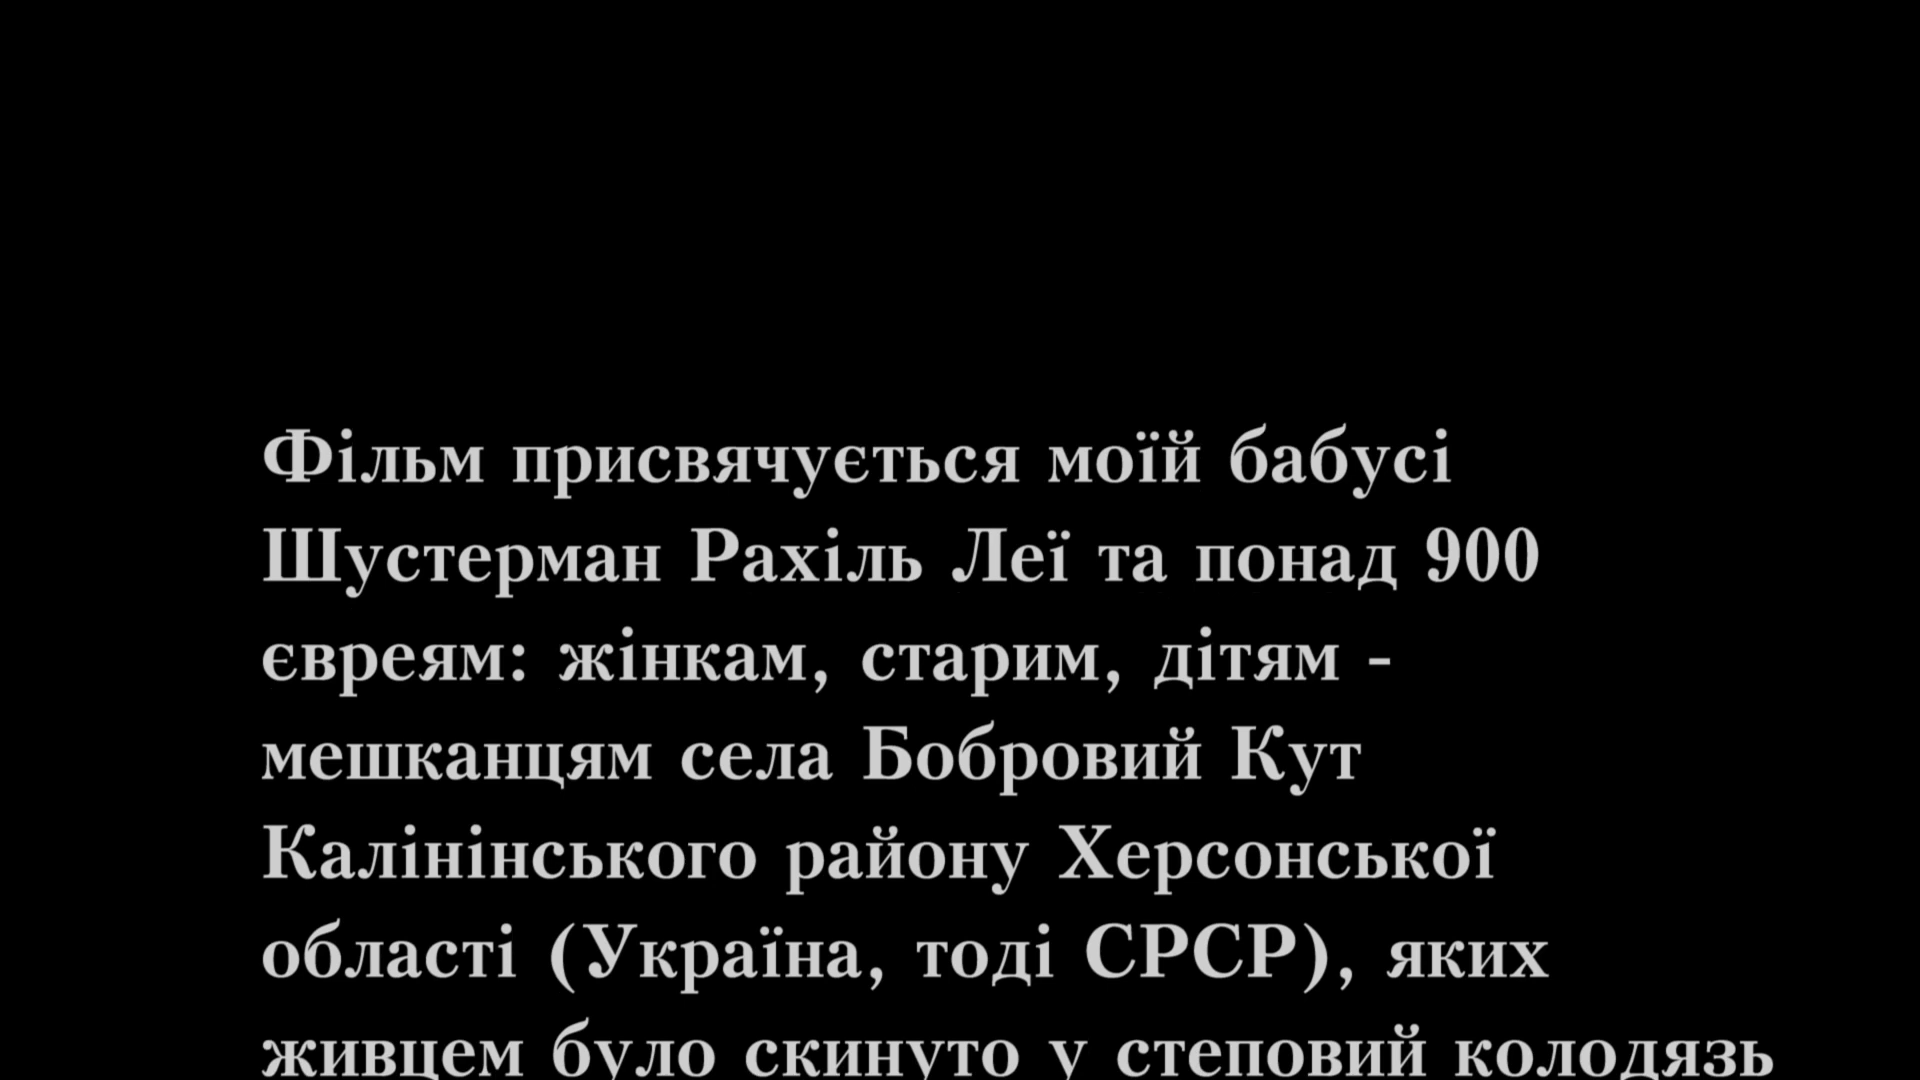 Фільм присвячується моїй бабусі
Шустерман Рахіль Леї та понад 900
євреям: жінкам, старим, дітям -
мешканцям села Бобровий Кут
Калінінського району Херсонської
області (Україна, тоді СРСР), яких
живцем було скинуто у степовий колодязь